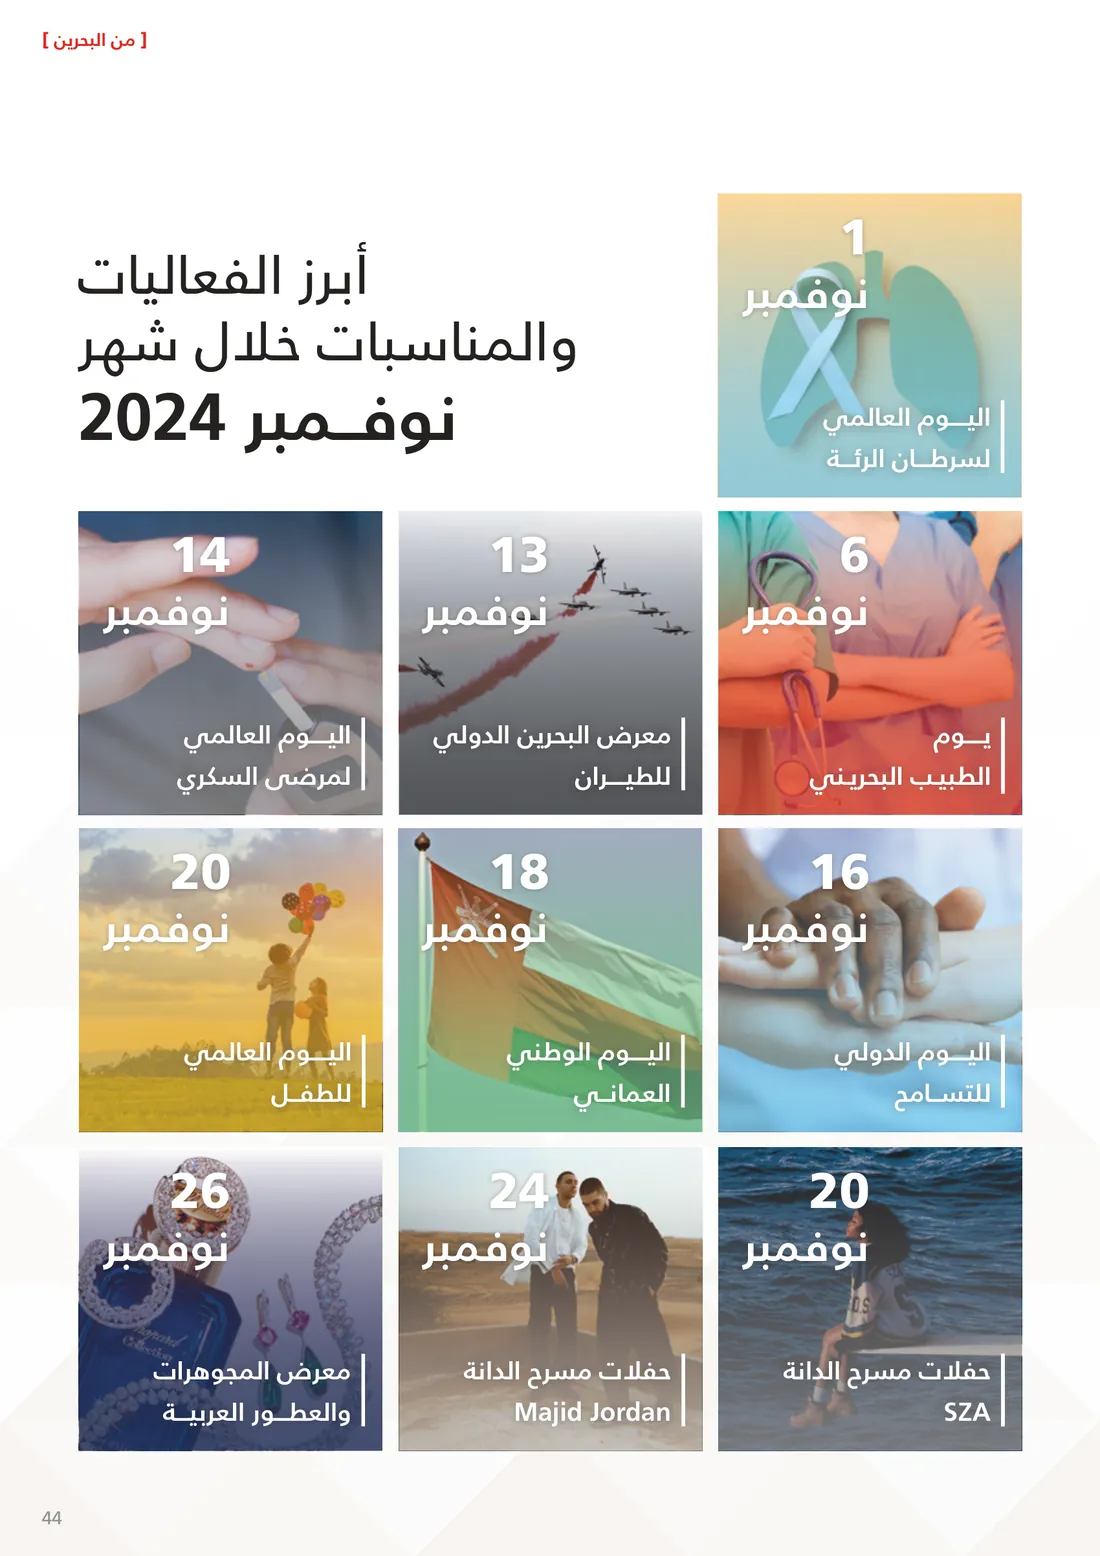 [ من البحرين ]
أبرز الفعاليات
والمناسبات خلال شهر
نوفمبر 2024
1
نوفمبر
اليوم العالمي
لسرطان الرئة
6
نوفمبر
يوم
الطبيب البحريني
13
نوفمبر
معرض البحرين الدولي
للطيران
14
نوفمبر
اليوم العالمي
لمرضى السكري
16
نوفمبر
اليوم الدولي
للتسامح
18
نوفمبر
اليوم الوطني
العماني
20
نوفمبر
اليوم العالمي
للطفل
20
نوفمبر
حفلات مسرح الدانة
SZA
24
نوفمبر
حفلات مسرح الدانة
Majid Jordan
26
نوفمبر
معرض المجوهرات
والعطور العربية
Chopard
Collection
44